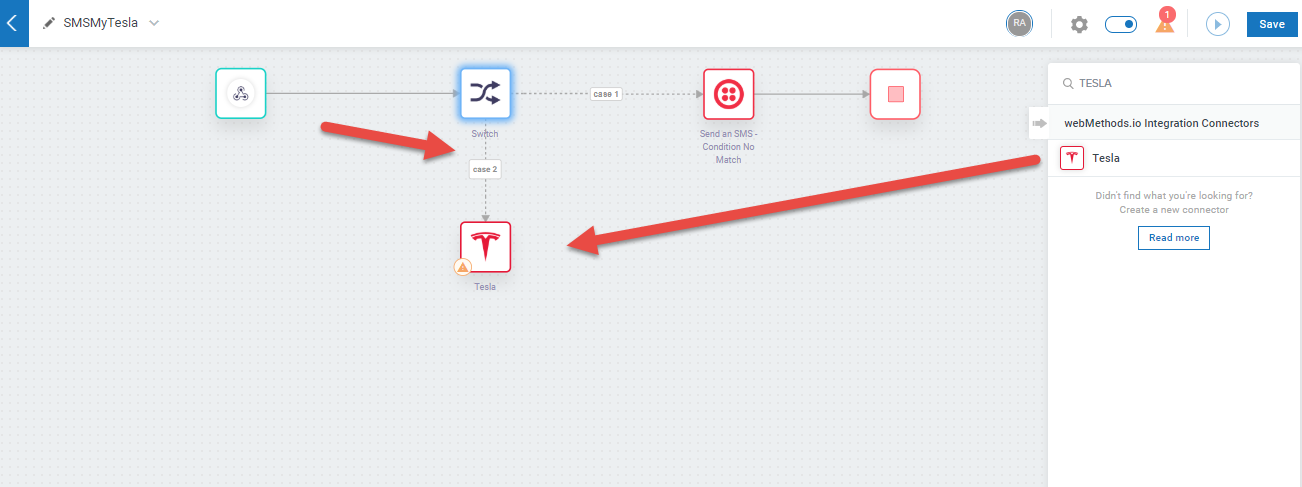 SMSMyTesla
RA
1
Save
TESLA
webMethods.io Integration Connectors
Tesla
Didn't find what you're looking for?
Create a new connector
Read more
case 1
Switch
Send an SMS -
Condition No
Match
case 2
Tesla